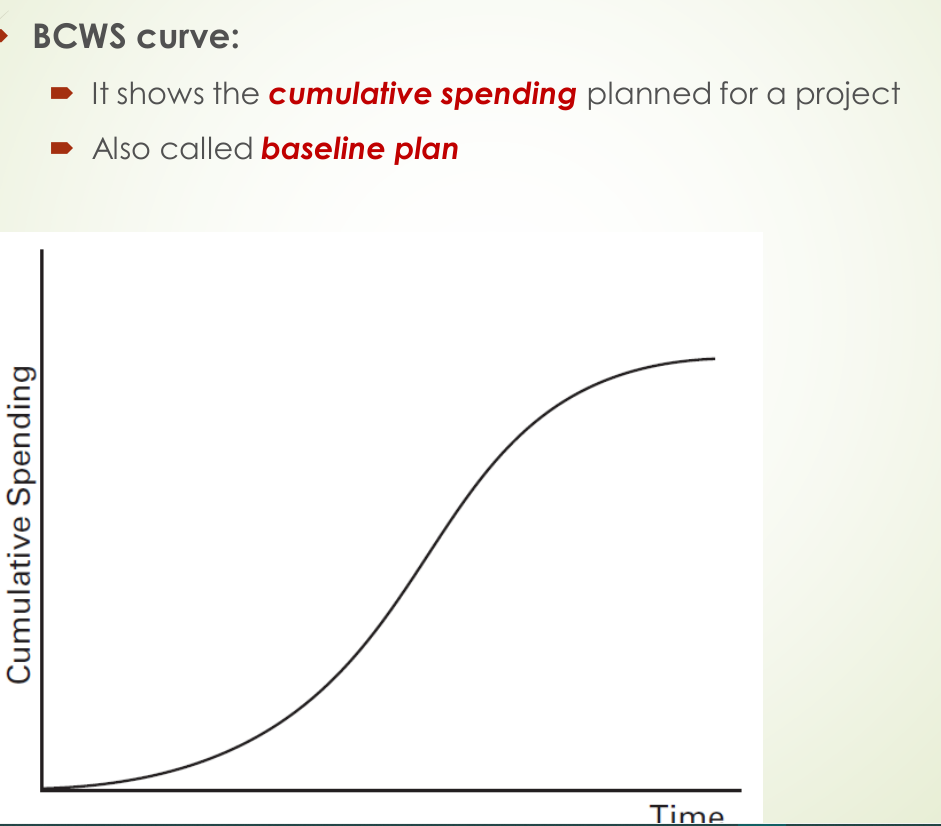 BCWS curve:
It shows the cumulative spending planned for a project
Also called baseline plan
Cumulative Spending
Time